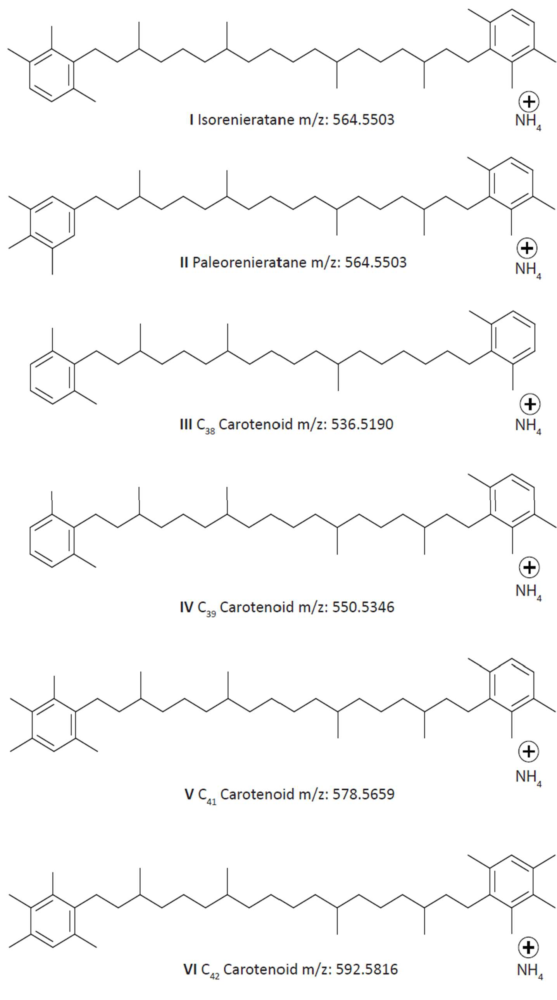 ⊕
I Isorenieratane m/z: 564.5503 NH₄
⊕
II Paleorenieratane m/z: 564.5503 NH₄
⊕
III C₃₈ Carotenoid m/z: 536.5190 NH₄
⊕
NH₄
IV C₃₉ Carotenoid m/z: 550.5346
⊕
NH₄
V C₄₁ Carotenoid m/z: 578.5659
⊕
VI C₄₂ Carotenoid m/z: 592.5816 NH₄